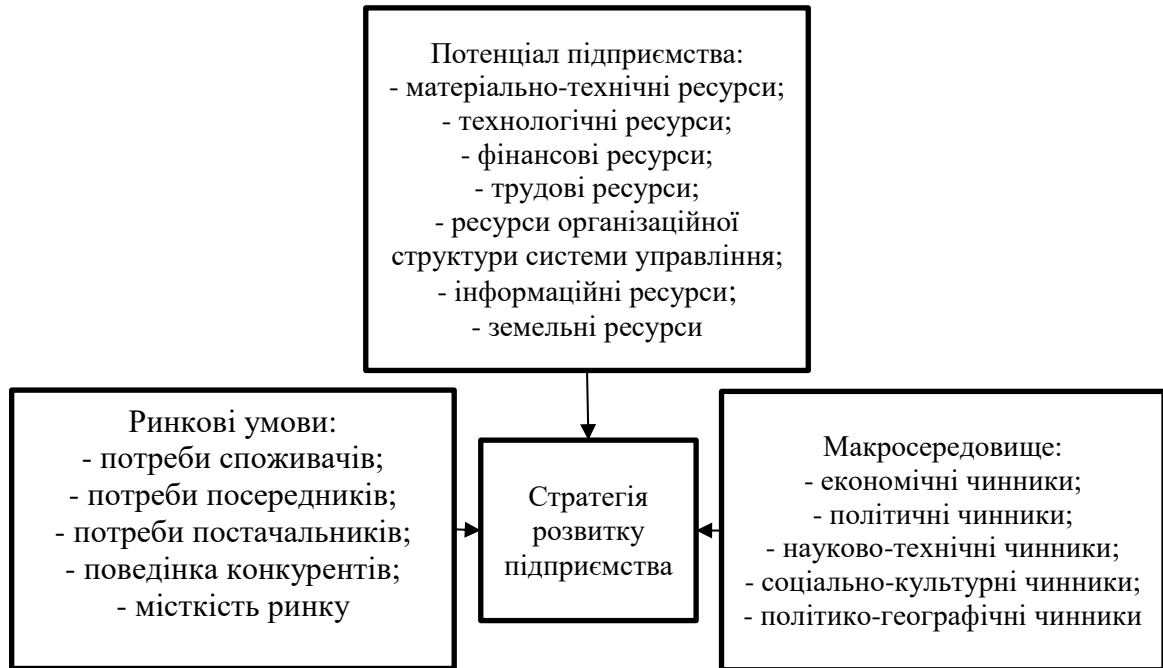 Потенціал підприємства:
- матеріально-технічні ресурси;
- технологічні ресурси;
- фінансові ресурси;
- трудові ресурси;
- ресурси організаційної
структури системи управління;
- інформаційні ресурси;
- земельні ресурси
Ринкові умови:
- потреби споживачів;
- потреби посередників;
- потреби постачальників;
- поведінка конкурентів;
- місткість ринку
Стратегія
розвитку
підприємства
Макросередовище:
- економічні чинники;
- політичні чинники;
- науково-технічні чинники;
- соціально-культурні чинники;
- політико-географічні чинники